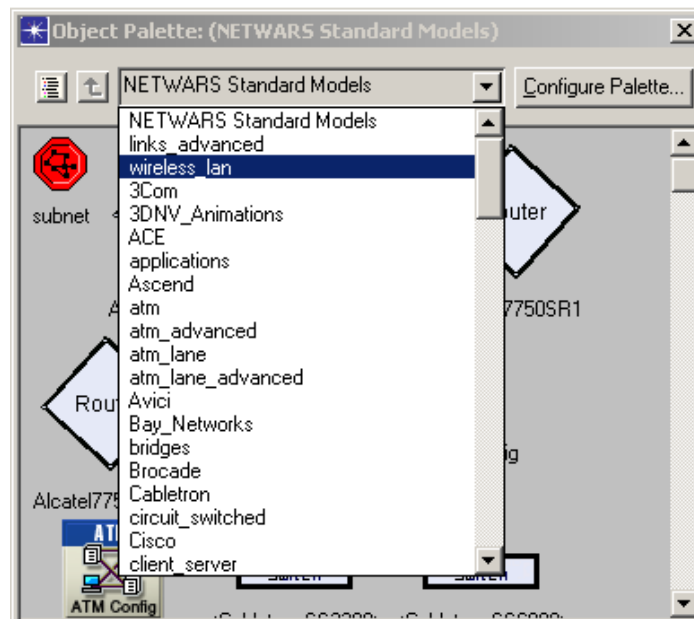 Object Palette: (NETWARS Standard Models)
NETWARS Standard Models
Configure Palette...
NETWARS Standard Models
links_advanced
wireless_lan
3Com
3DNV_Animations
ACE
applications
Ascend
atm
atm_advanced
atm_lane
atm_lane_advanced
Avici
Bay_Networks
bridges
Brocade
Cabletron
circuit_switched
Cisco
client_server
subnet
uter
7750SR1
Rou
Alcatel775
ig
ATM Config